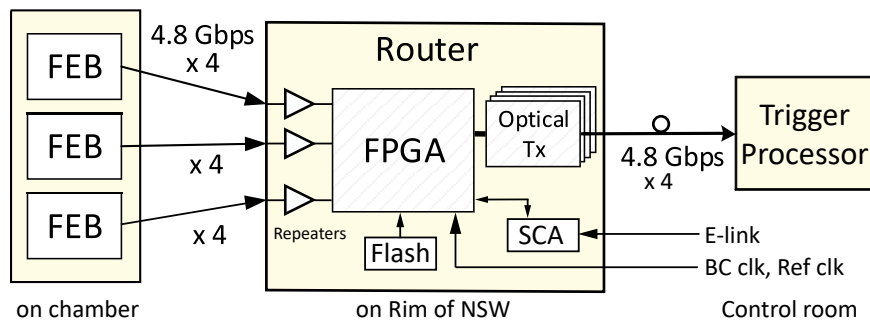 4.8 Gbps
x 4
FEB
FEB
FEB
x 4
x 4
Router
Repeaters
FPGA
Optical
Tx
Flash
SCA
4.8 Gbps
x 4
Trigger
Processor
E-link
BC clk, Ref clk
on chamber
on Rim of NSW
Control room